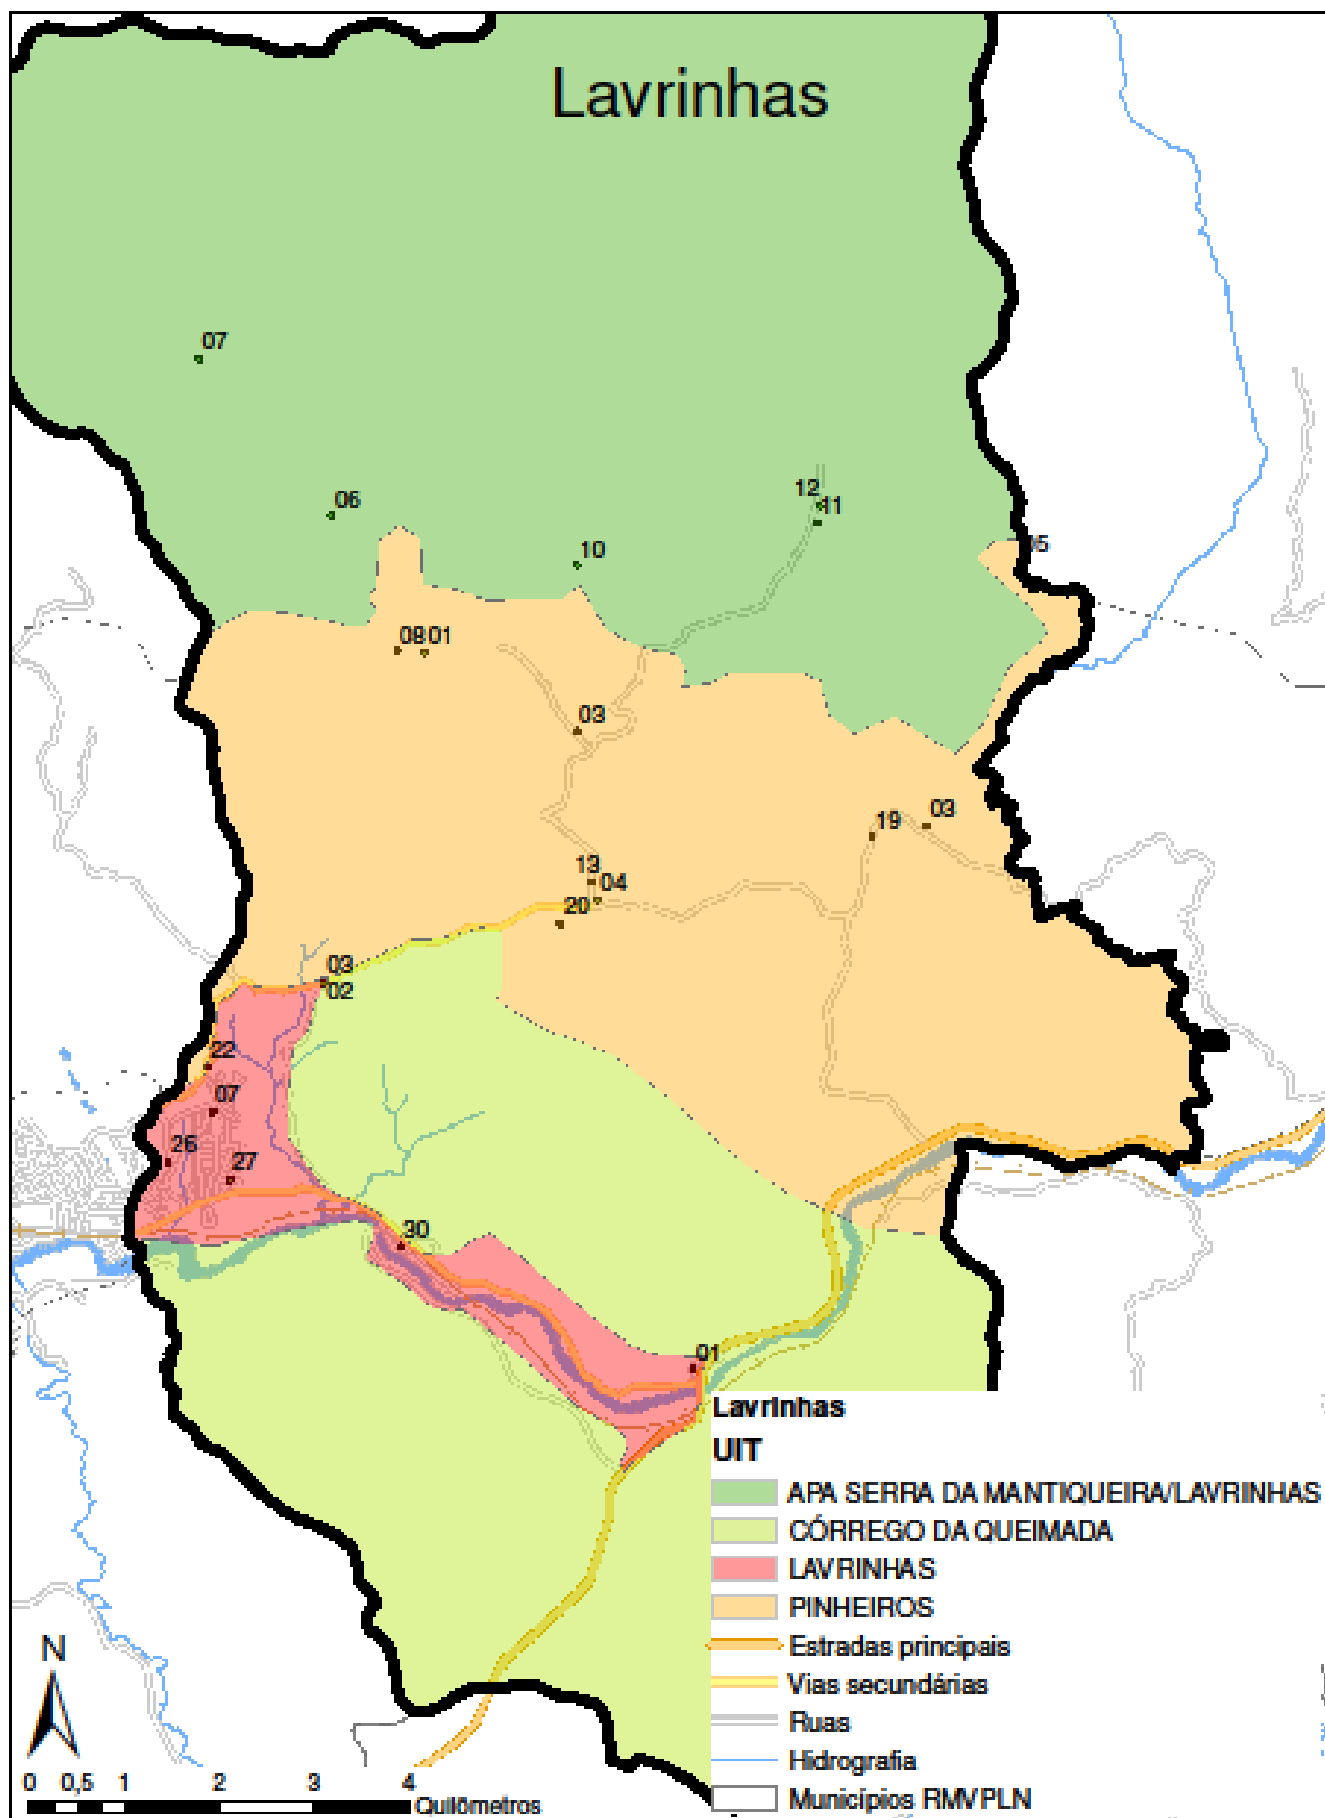 Lavrinhas
07
06
12
11
10
05
08 01
03
03
19
13
04
20
03
02
22
07
26
27
30
01
Lavrinhas
UIT
APA SERRA DA MANTIQUEIRA/LAVRINHAS
CÓRREGO DA QUEIMADA
LAVRINHAS
PINHEIROS
Estradas principais
Vias secundárias
Ruas
Hidrografia
Municípios RMVPLN
N
0 0,5 1 2 3 4
Quilômetros